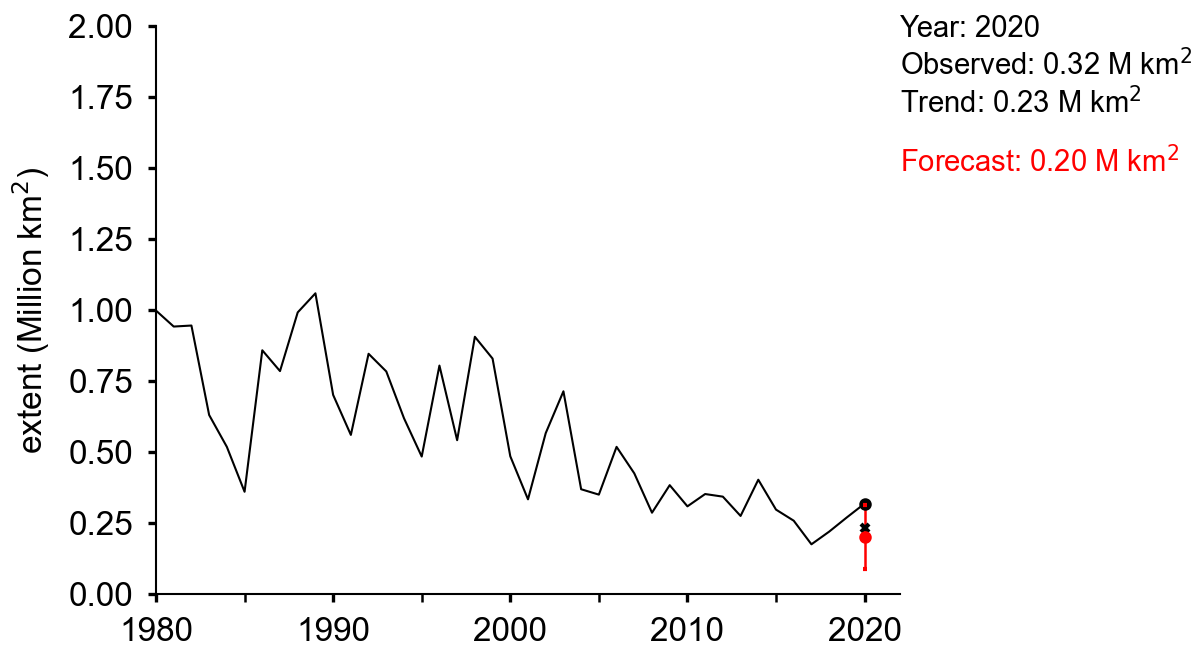 2.00
1.75
1.50
1.25
1.00
0.75
0.50
0.25
0.00
extent (Million km²)
1980
1990
2000
2010
2020
Year: 2020
Observed: 0.32 M km²
Trend: 0.23 M km²
Forecast: 0.20 M km²